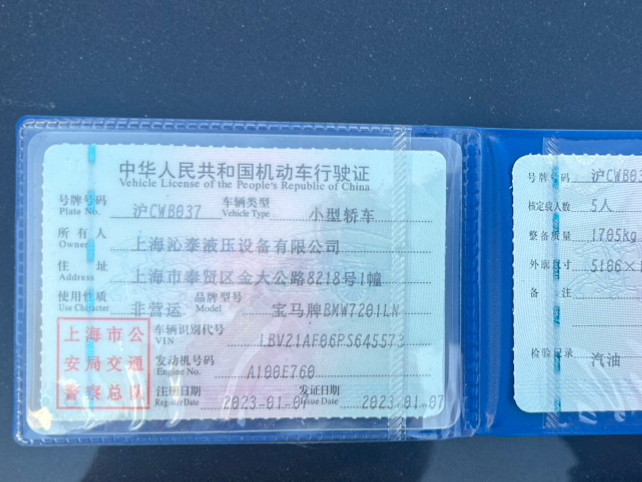 中华人民共和国机动车行驶证
Vehicle License of the People's Republic of China
号牌号码 沪CWB037 车辆类型 小型轿车
Plate No. Vehicle Type
所有人 上海沁泰液压设备有限公司
Owner
住址 上海市奉贤区金大公路8218号1幢
Address
使用性质 非营运 品牌型号 宝马牌BMW7201LN
Use Character Model
车辆识别代号 LBV21AF06PS645573
VIN
发动机号码 A100E760
Engine No.
注册日期 2023-01-07 发证日期 2023-01-07
Register Date Issue Date
上海市公
安局交通
警察总队
号牌号码 沪CWB03
核定载人数 5人
整备质量 1705kg
外廓尺寸 5106×
备注
检验记录 汽油